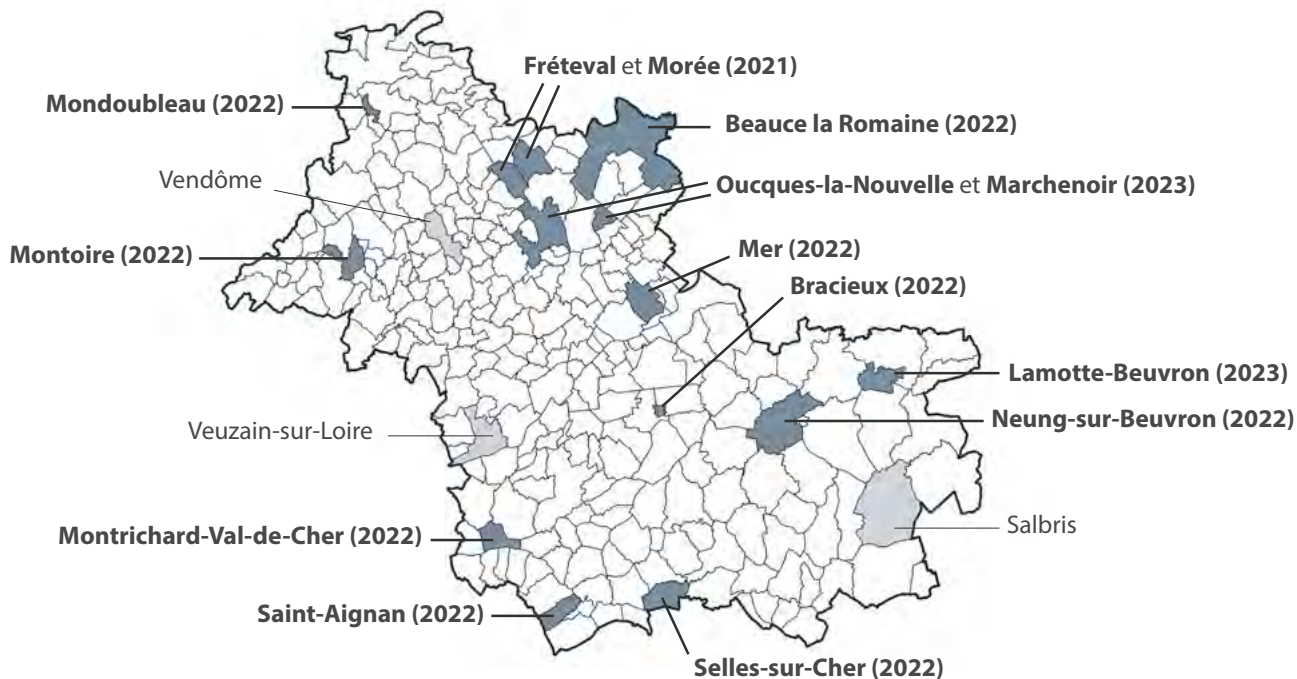 Fréteval et Morée (2021)
Mondoubleau (2022)
Beauce la Romaine (2022)
Vendôme
Oucques-la-Nouvelle et Marchenoir (2023)
Montoire (2022)
Mer (2022)
Bracieux (2022)
Lamotte-Beuvron (2023)
Neung-sur-Beuvron (2022)
Veuzain-sur-Loire
Salbris
Montrichard-Val-de-Cher (2022)
Saint-Aignan (2022)
Selles-sur-Cher (2022)